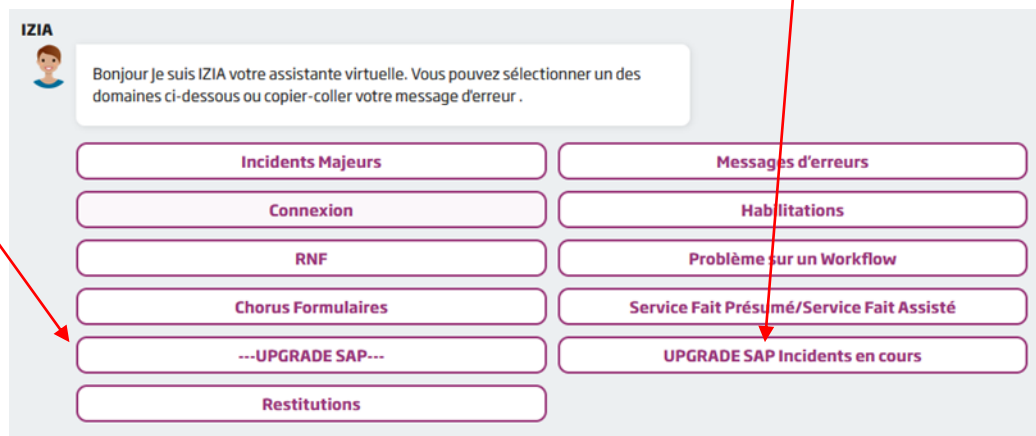 IZIA
Bonjour Je suis IZIA votre assistante virtuelle. Vous pouvez sélectionner un des
domaines ci-dessous ou copier-coller votre message d'erreur .
Incidents Majeurs
Messages d'erreurs
Connexion
Habilitations
RNF
Problème sur un Workflow
Chorus Formulaires
Service Fait Présumé/Service Fait Assisté
---UPGRADE SAP---
UPGRADE SAP Incidents en cours
Restitutions